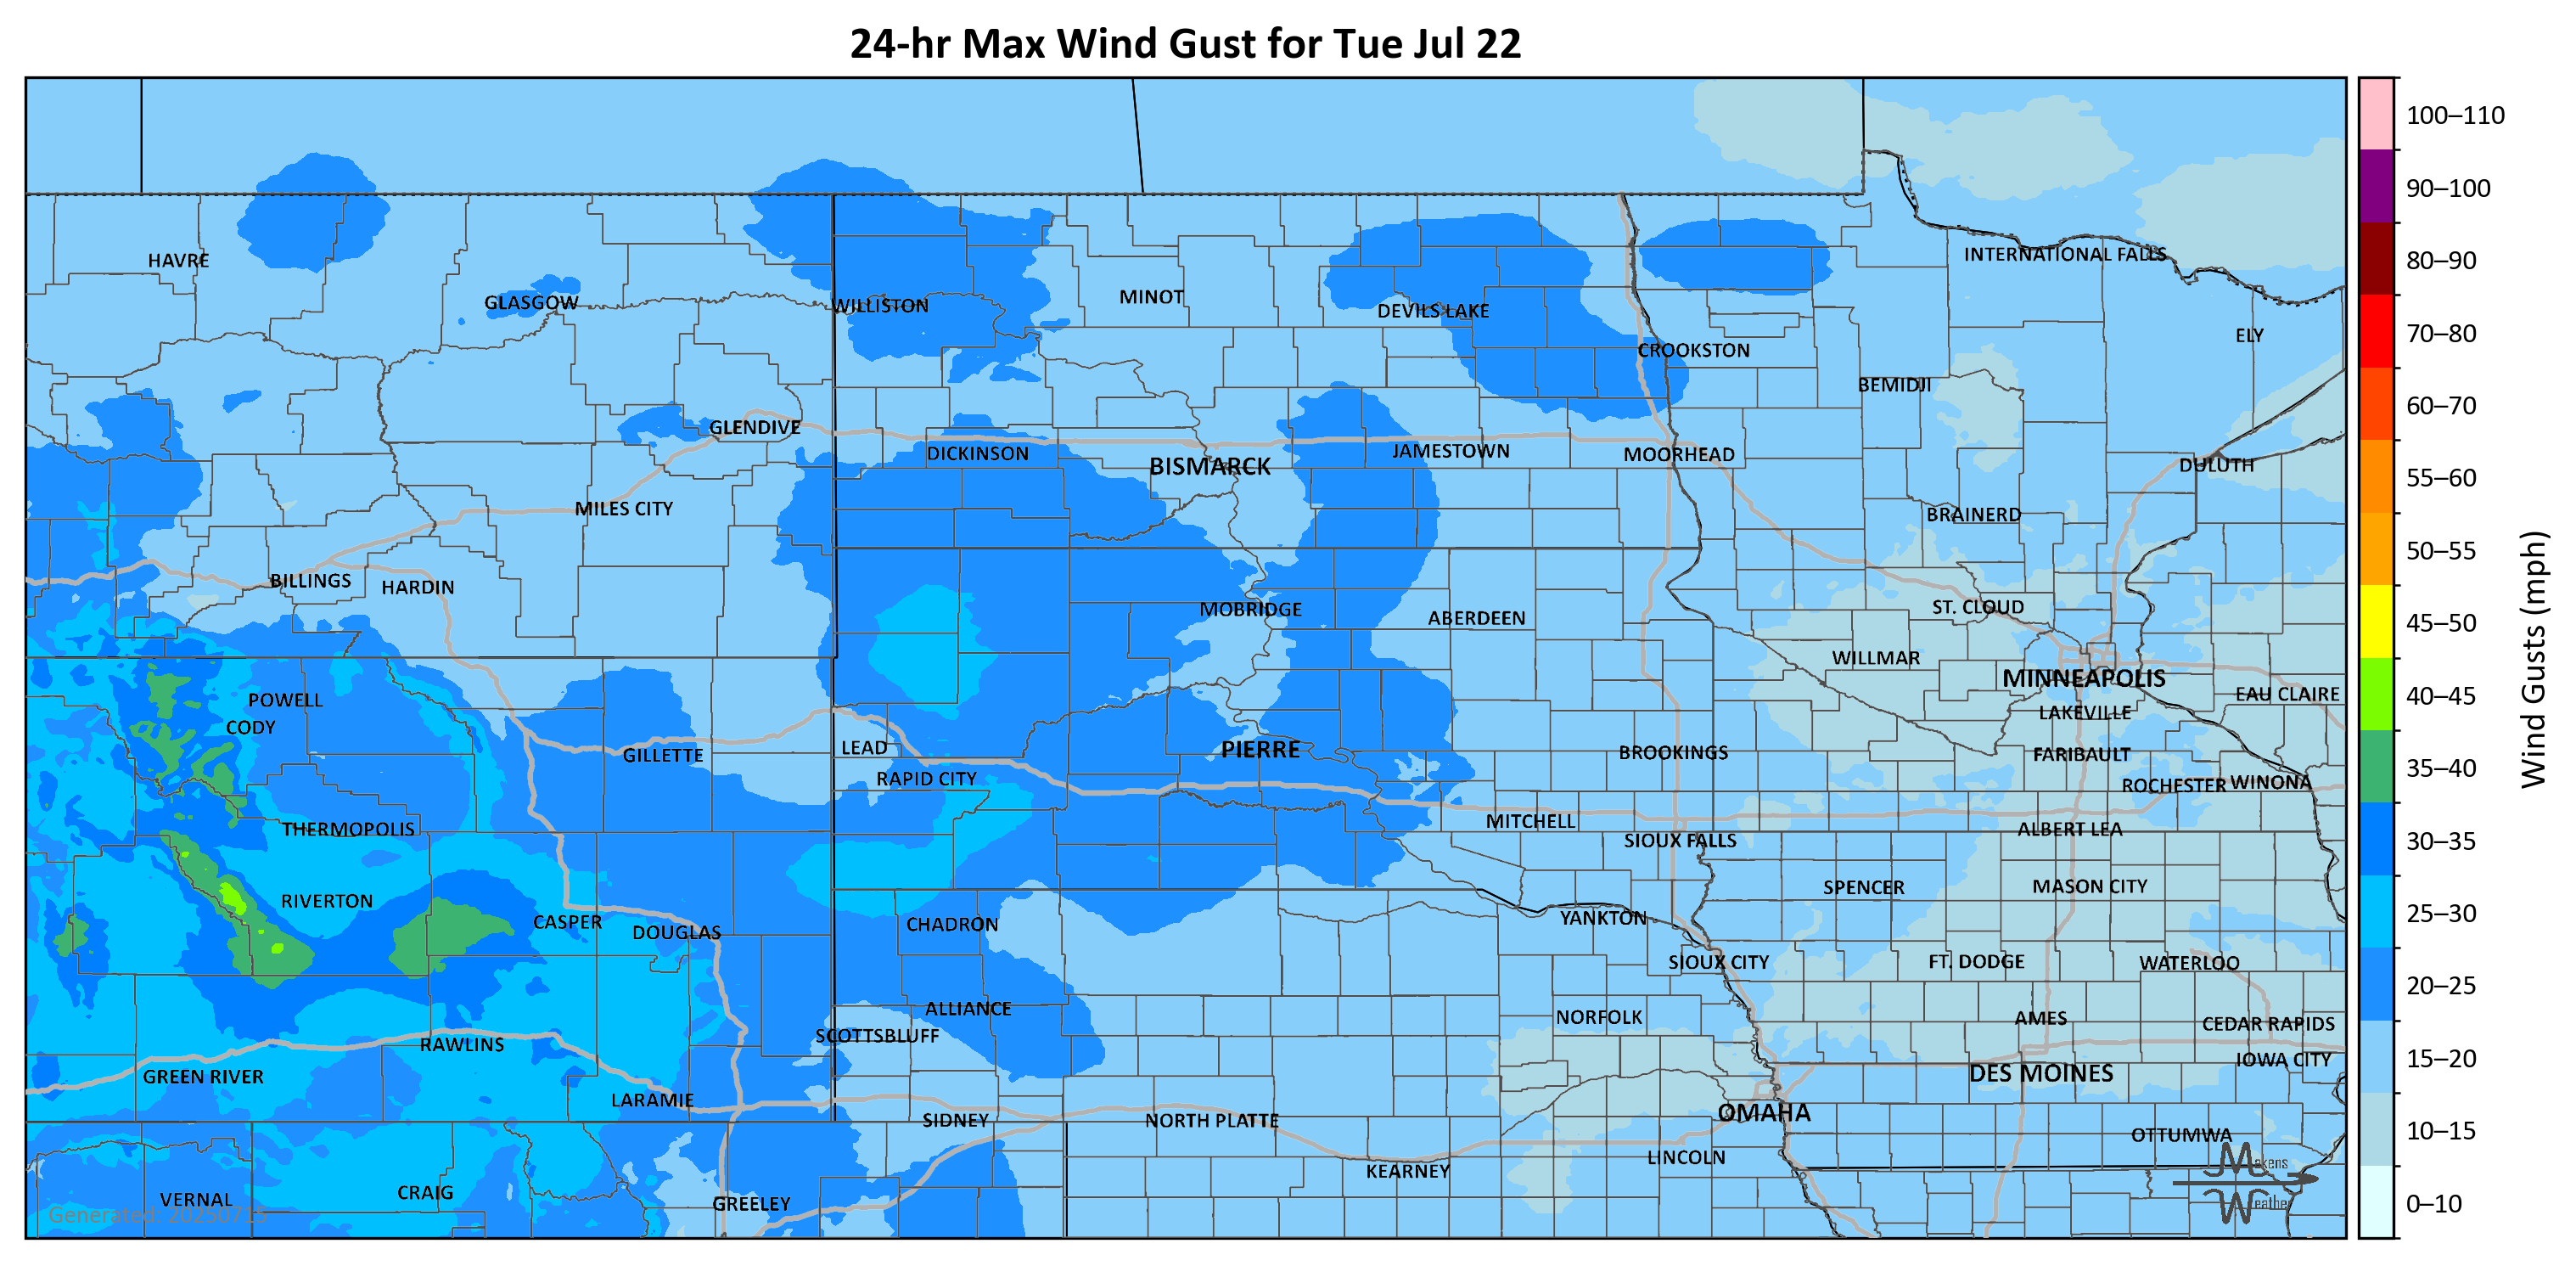 24-hr Max Wind Gust for Tue Jul 22
100–110
90–100
80–90
70–80
60–70
55–60
50–55
45–50
40–45
35–40
30–35
25–30
20–25
15–20
10–15
0–10
Wind Gusts (mph)
HAVRE
INTERNATIONAL FALLS
GLASGOW
WILLISTON
MINOT
DEVILS LAKE
ELY
CROOKSTON
BEMIDJI
GLENDIVE
DICKINSON
BISMARCK
JAMESTOWN
MOORHEAD
DULUTH
MILES CITY
BRAINERD
BILLINGS
HARDIN
MOBRIDGE
ABERDEEN
ST. CLOUD
WILLMAR
MINNEAPOLIS
POWELL
EAU CLAIRE
CODY
LAKEVILLE
GILLETTE
LEAD
PIERRE
BROOKINGS
FARIBAULT
RAPID CITY
ROCHESTER
WINONA
THERMOPOLIS
MITCHELL
SIOUX FALLS
ALBERT LEA
RIVERTON
SPENCER
MASON CITY
CASPER
DOUGLAS
CHADRON
YANKTON
SIOUX CITY
FT. DODGE
WATERLOO
ALLIANCE
NORFOLK
AMES
CEDAR RAPIDS
SCOTTSBLUFF
RAWLINS
IOWA CITY
GREEN RIVER
DES MOINES
LARAMIE
OMAHA
SIDNEY
NORTH PLATTE
OTTUMWA
KEARNEY
LINCOLN
VERNAL
CRAIG
GREELEY
Generated: 20250715
Makens
Weather